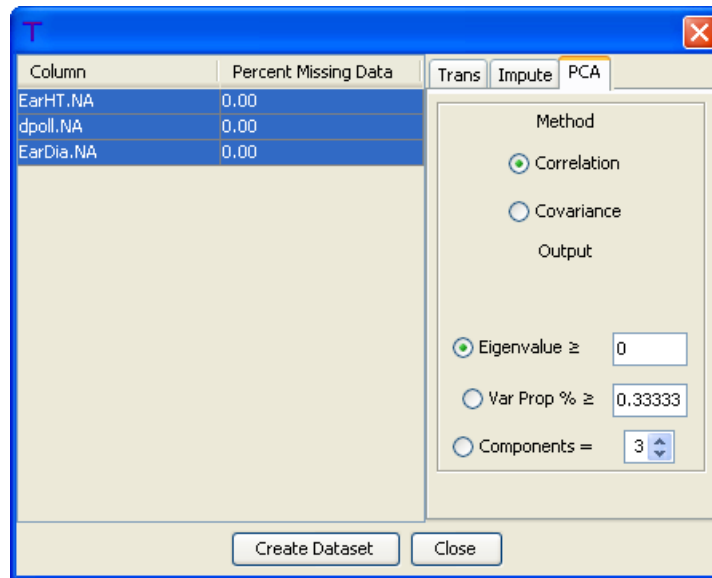 T
Column Percent Missing Data
EarHT.NA 0.00
dpoll.NA 0.00
EarDia.NA 0.00
Trans Impute PCA
Method
Correlation
Covariance
Output
Eigenvalue ≥ 0
Var Prop % ≥ 0.33333
Components = 3
Create Dataset Close